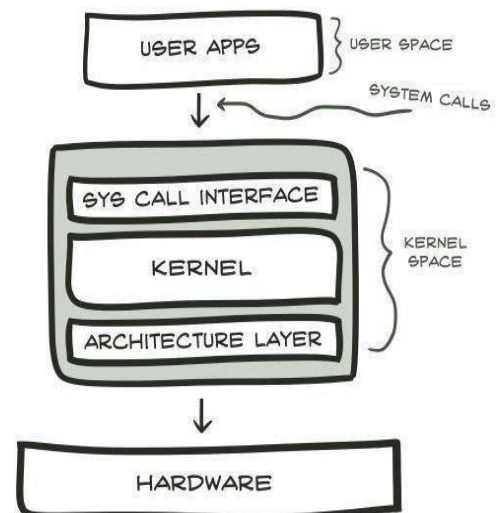 USER APPS
USER SPACE
SYSTEM CALLS
SYS CALL INTERFACE
KERNEL
ARCHITECTURE LAYER
KERNEL
SPACE
HARDWARE